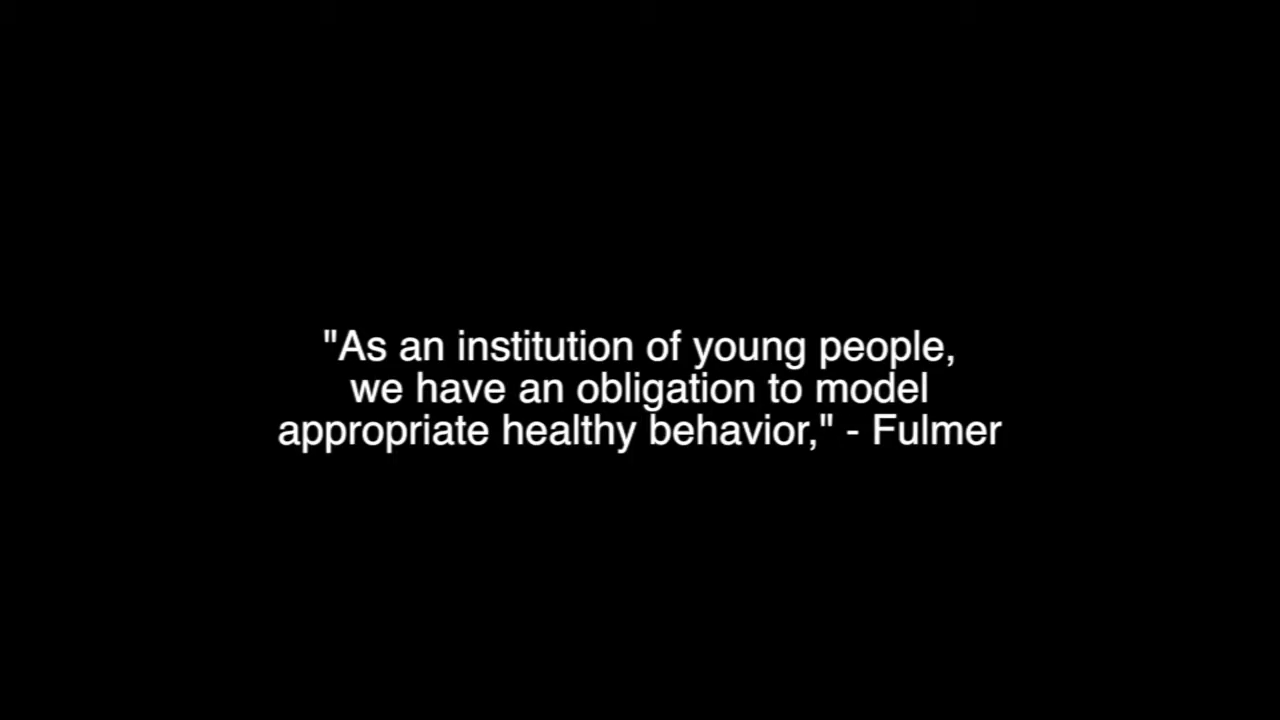 "As an institution of young people,
we have an obligation to model
appropriate healthy behavior," - Fulmer